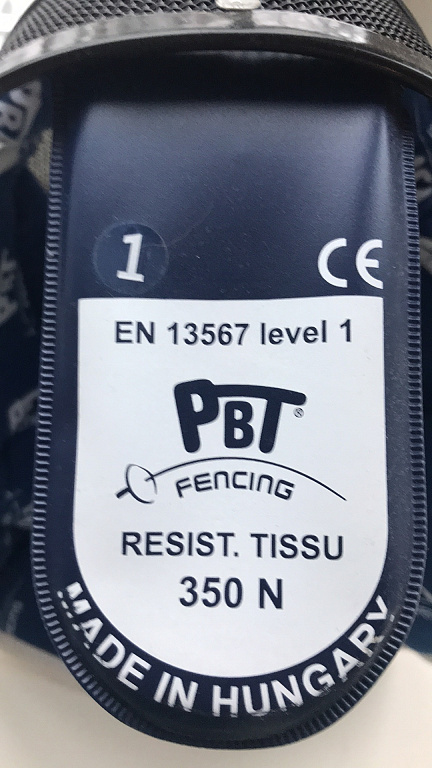 1
CE
EN 13567 level 1
PBT®
FENCING
RESIST. TISSU
350 N
MADE IN HUNGARY